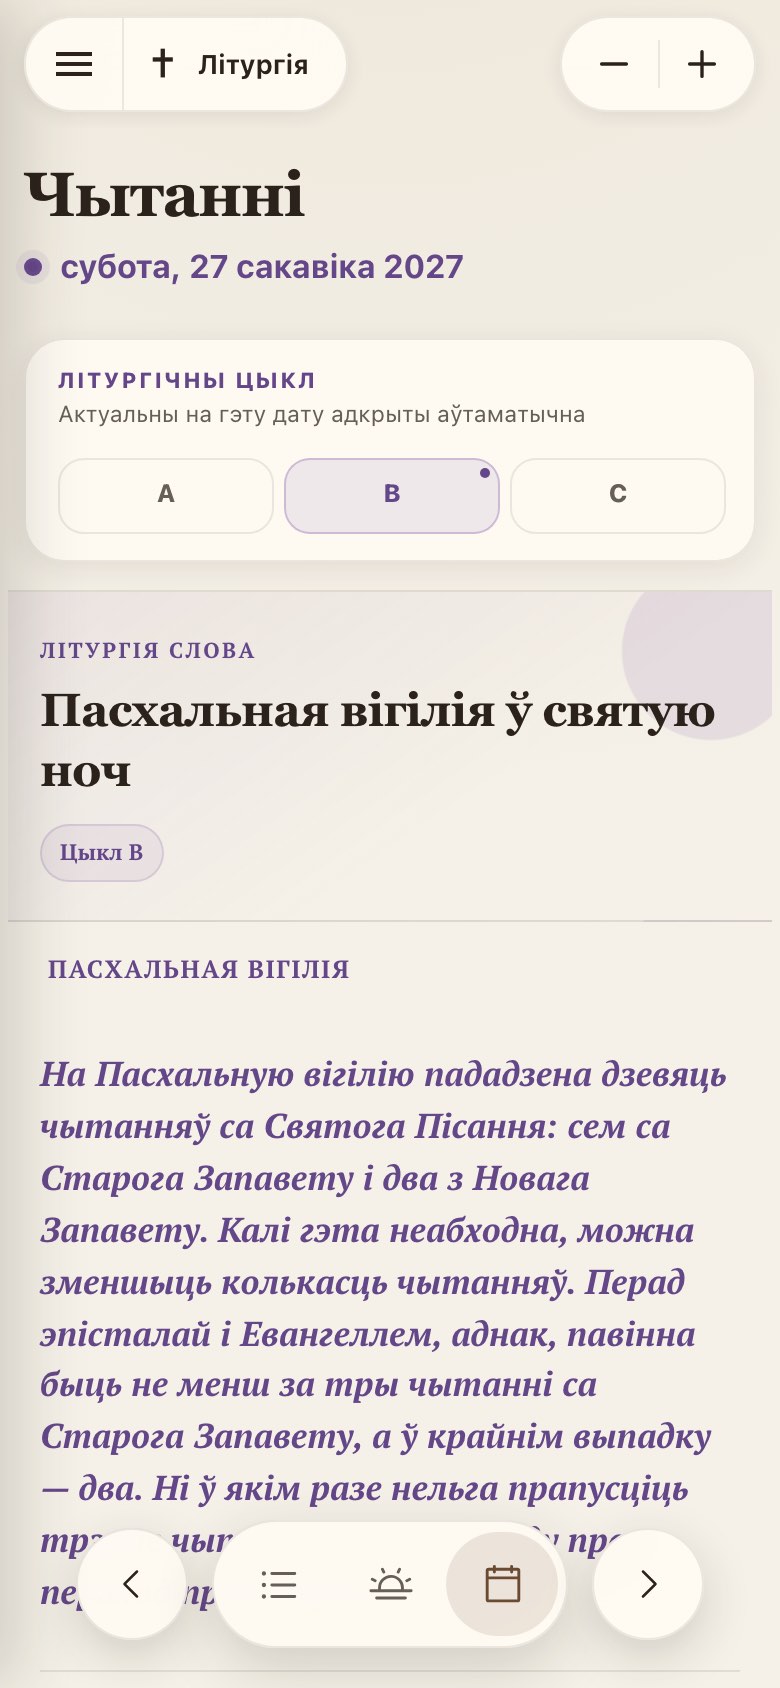 Літургія
Чытанні
субота, 27 сакавіка 2027
ЛІТУРГІЧНЫ ЦЫКЛ
Актуальны на гэту дату адкрыты аўтаматычна
A
B
C
ЛІТУРГІЯ СЛОВА
Пасхальная вігілія ў святую
ноч
Цыкл B
ПАСХАЛЬНАЯ ВІГІЛІЯ
На Пасхальную вігілію пададзена дзевяць
чытанняў са Святога Пісання: сем са
Старога Запавету і два з Новага
Запавету. Калі гэта неабходна, можна
зменшыць колькасць чытанняў. Перад
эпісталай і Евангеллем, аднак, павінна
быць не менш за тры чытанні са
Старога Запавету, а ў крайнім выпадку
— два. Ні ў якім разе нельга прапусціць